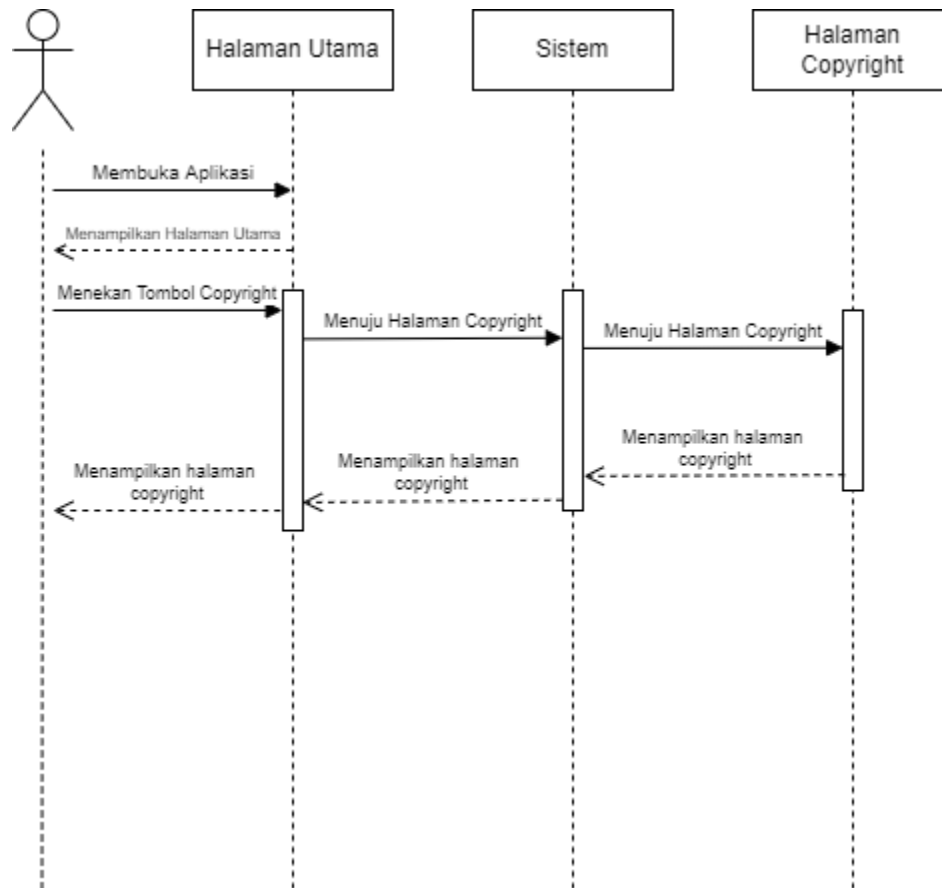 Halaman Utama
Sistem
Halaman
Copyright
Membuka Aplikasi
Menampilkan Halaman Utama
Menekan Tombol Copyright
Menuju Halaman Copyright
Menuju Halaman Copyright
Menampilkan halaman
copyright
Menampilkan halaman
copyright
Menampilkan halaman
copyright